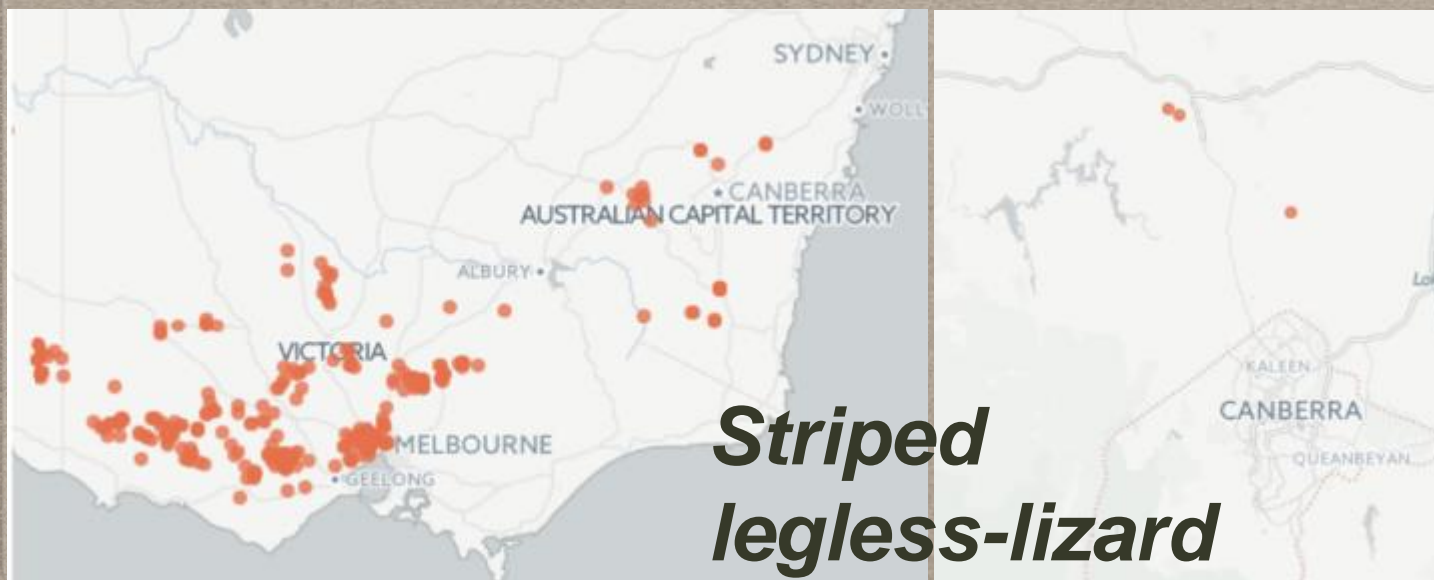 SYDNEY
WOLL
CANBERRA
AUSTRALIAN CAPITAL TERRITORY
ALBURY
VICTORIA
MELBOURNE
GEELONG
KALEEN
CANBERRA
QUEANBEYAN
Striped
legless-lizard